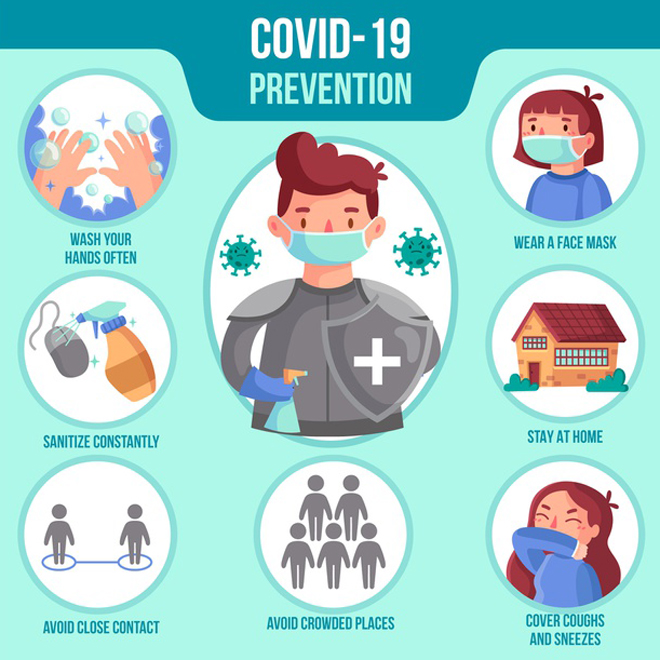 COVID-19
PREVENTION
WASH YOUR
HANDS OFTEN
WEAR A FACE MASK
SANITIZE CONSTANTLY
STAY AT HOME
AVOID CLOSE CONTACT
AVOID CROWDED PLACES
COVER COUGHS
AND SNEEZES